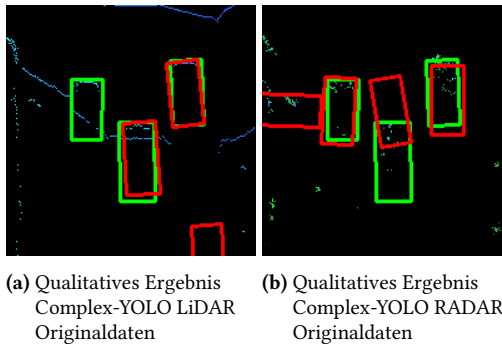 (a) Qualitatives Ergebnis
Complex-YOLO LiDAR
Originaldaten
(b) Qualitatives Ergebnis
Complex-YOLO RADAR
Originaldaten